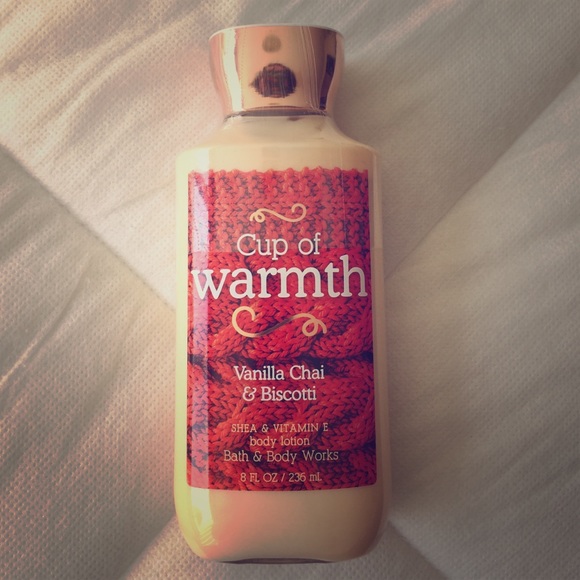 Cup of
warmth
Vanilla Chai
& Biscotti
SHEA & VITAMIN E
body lotion
Bath & Body Works
8 FL OZ / 236 mL